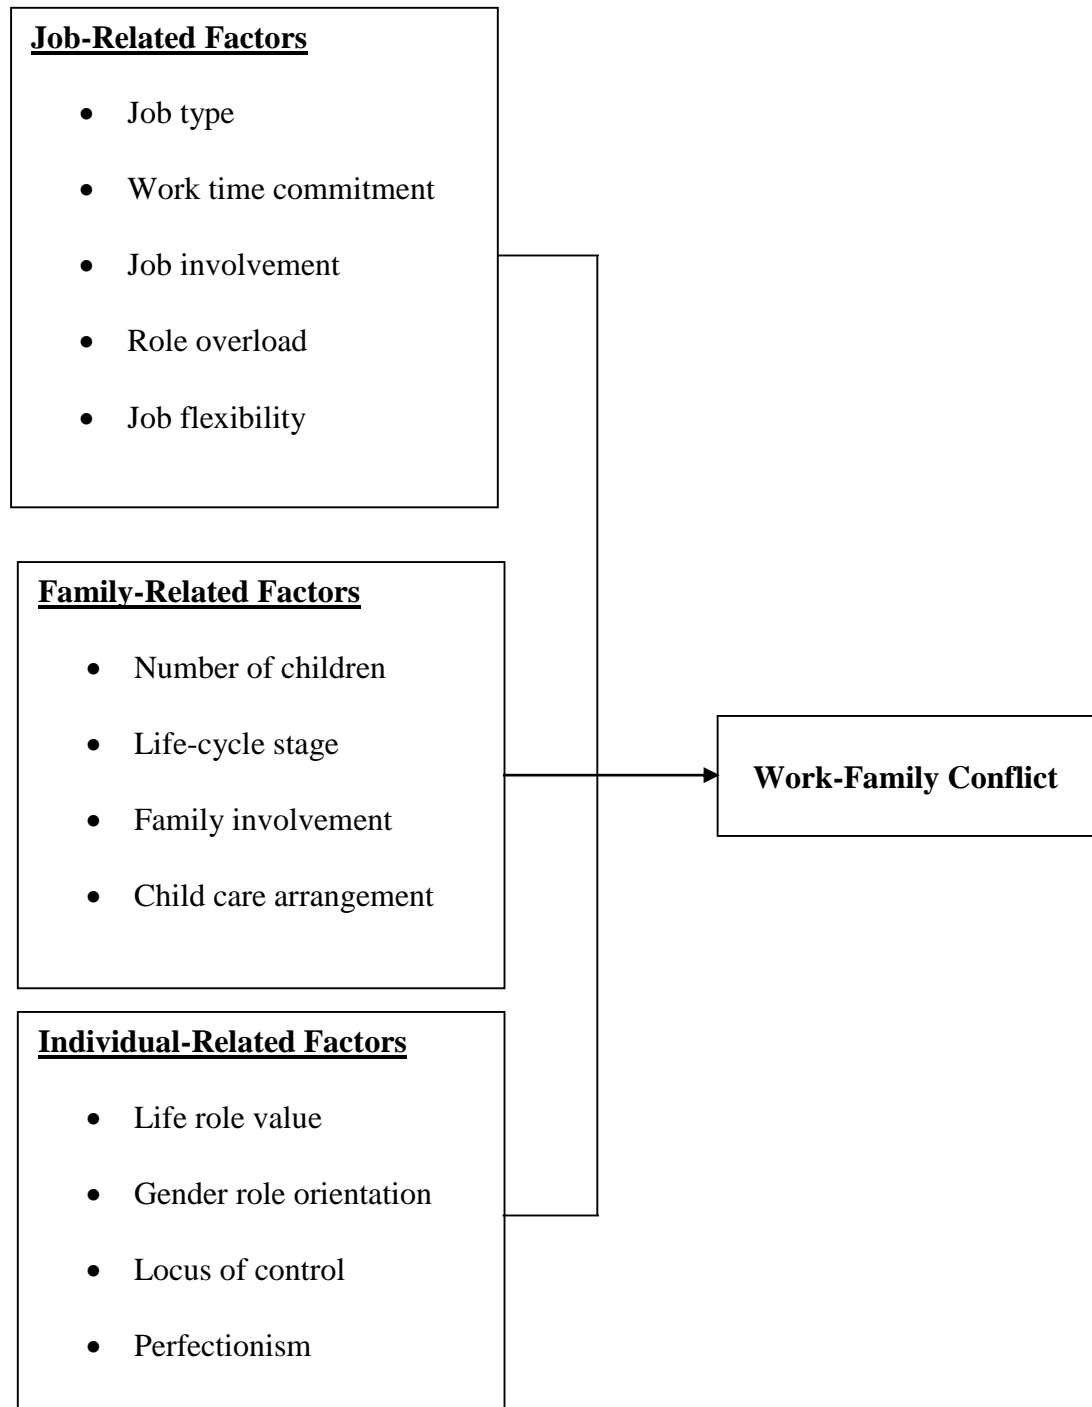 Job-Related Factors
• Job type
• Work time commitment
• Job involvement
• Role overload
• Job flexibility
Family-Related Factors
• Number of children
• Life-cycle stage
• Family involvement
• Child care arrangement
Work-Family Conflict
Individual-Related Factors
• Life role value
• Gender role orientation
• Locus of control
• Perfectionism